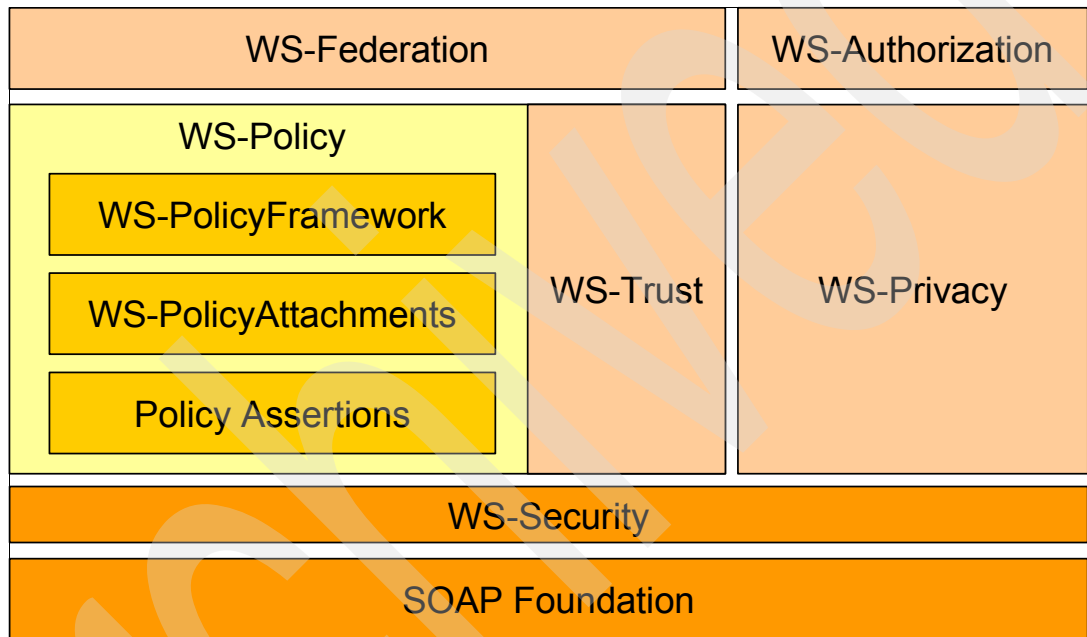 WS-Federation
WS-Authorization
WS-Policy
WS-PolicyFramework
WS-PolicyAttachments
Policy Assertions
WS-Trust
WS-Privacy
WS-Security
SOAP Foundation